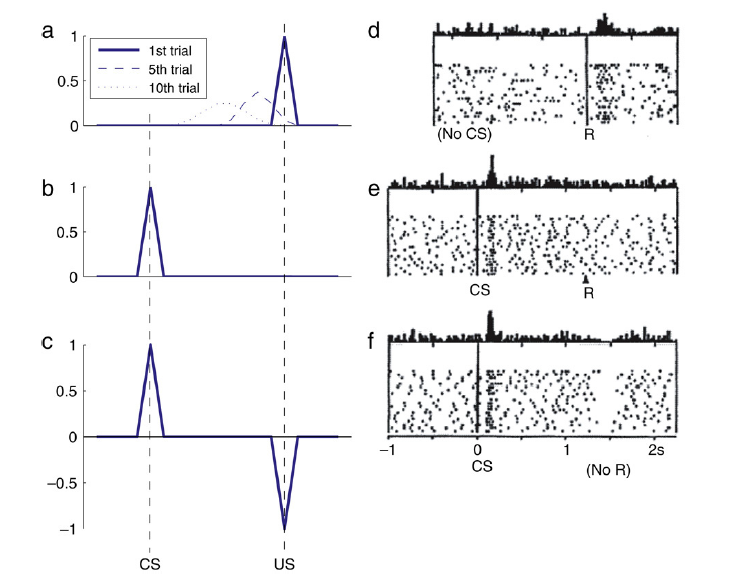 a
1
0.5
0
1st trial
5th trial
10th trial
b
1
0.5
0
c
1
0.5
0
−0.5
−1
CS US
d
(No CS) R
e
CS R
f
−1 0 1 2s
CS (No R)